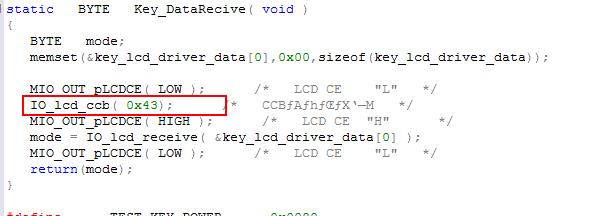 static BYTE Key_DataRecive( void )
{
BYTE mode;
memset(&key_lcd_driver_data[0],0x00,sizeof(key_lcd_driver_data));
MIO_OUT_pLCDCE( LOW ); /* LCD CE "L" */
IO_lcd_ccb( 0x43); /* CCBƒAƒhƒŒƒX‘—M */
MIO_OUT_pLCDCE( HIGH ); /* LCD CE "H" */
mode = IO_lcd_receive( &key_lcd_driver_data[0] );
MIO_OUT_pLCDCE( LOW ); /* LCD CE "L" */
return(mode);
}